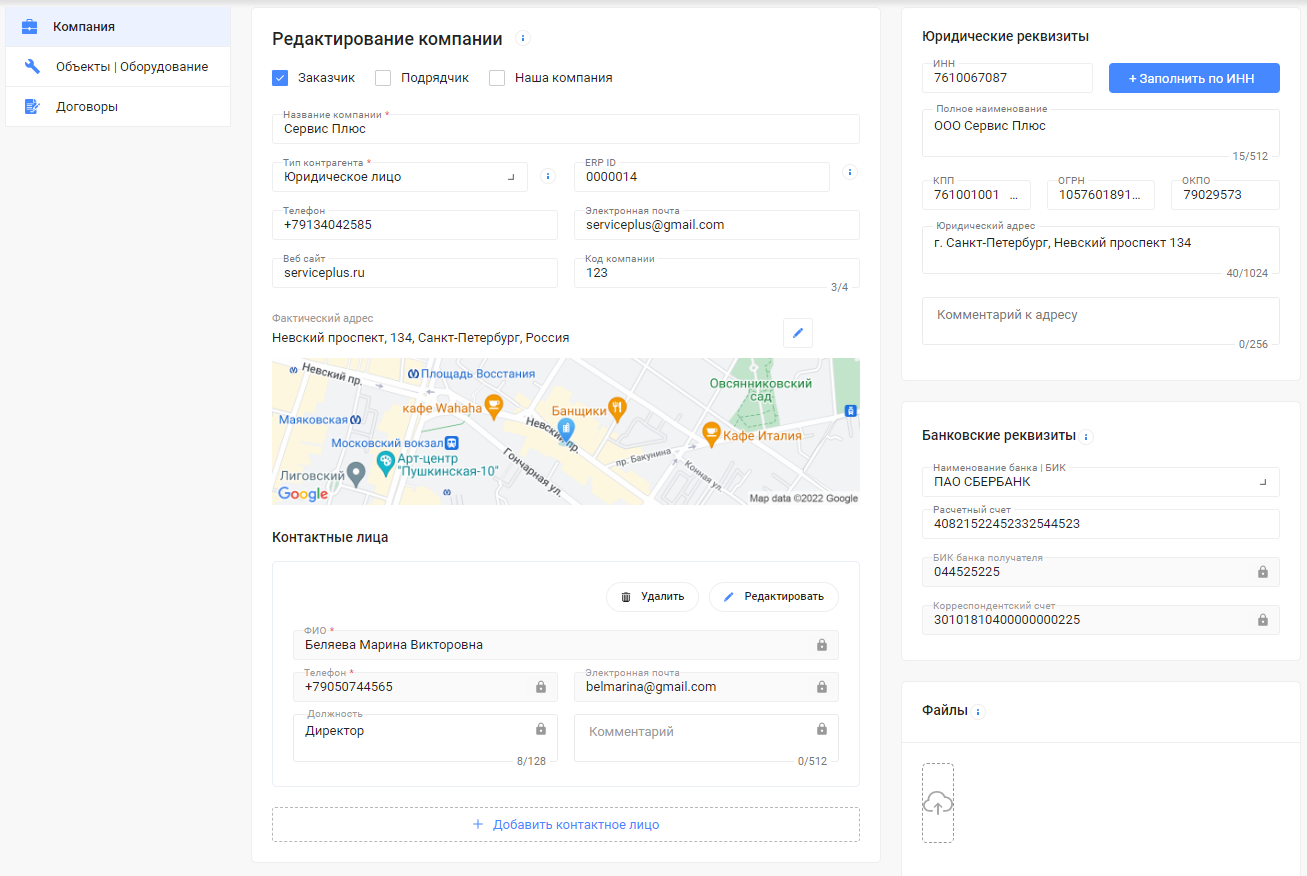 Компания
Объекты | Оборудование
Договоры
Редактирование компании
Заказчик
Подрядчик
Наша компания
Название компании *
Сервис Плюс
Тип контрагента *
Юридическое лицо
ERP ID
0000014
Телефон
+79134042585
Электронная почта
serviceplus@gmail.com
Веб сайт
serviceplus.ru
Код компании
123
3/4
Фактический адрес
Невский проспект, 134, Санкт-Петербург, Россия
Невский пр.
Площадь Восстания
Овсянниковский
сад
кафе Wahaha
Банщики
Маяковская
Невский пр.
Кафе Италия
Московский вокзал
пр. Бакунина
Арт-центр
"Пушкинская-10"
Гончарная ул.
Конная ул.
Лиговский
Google
Map data ©2022 Google
Контактные лица
Удалить
Редактировать
ФИО *
Беляева Марина Викторовна
Телефон *
+79050744565
Электронная почта
belmarina@gmail.com
Должность
Директор
8/128
Комментарий
0/512
+ Добавить контактное лицо
Юридические реквизиты
ИНН
7610067087
+ Заполнить по ИНН
Полное наименование
ООО Сервис Плюс
15/512
КПП
761001001 ...
ОГРН
1057601891...
ОКПО
79029573
Юридический адрес
г. Санкт-Петербург, Невский проспект 134
40/1024
Комментарий к адресу
0/256
Банковские реквизиты
Наименование банка | БИК
ПАО СБЕРБАНК
Расчетный счет
40821522452332544523
БИК банка получателя
044525225
Корреспондентский счет
30101810400000000225
Файлы